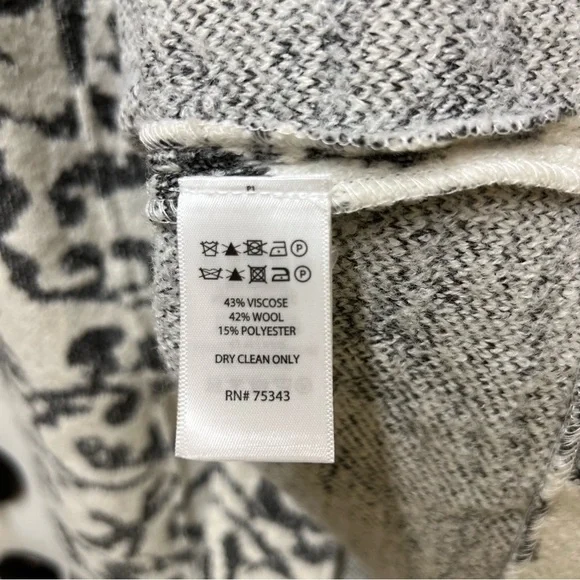 43% VISCOSE
42% WOOL
15% POLYESTER
DRY CLEAN ONLY
RN# 75343